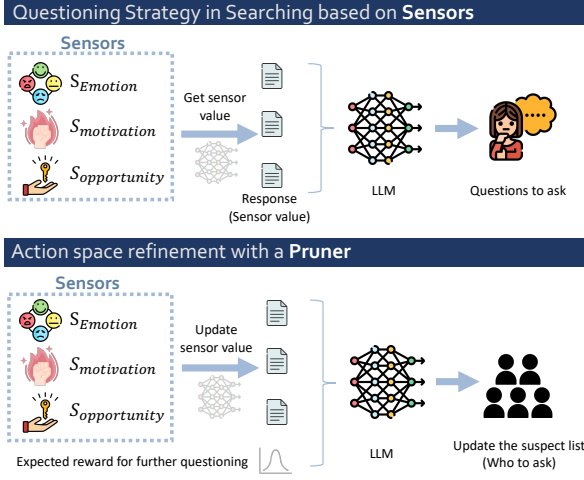 Questioning Strategy in Searching based on Sensors
Sensors
S_Emotion
S_motivation
S_opportunity
Get sensor
value
Response
(Sensor value)
LLM
Questions to ask
Action space refinement with a Pruner
Sensors
S_Emotion
S_motivation
S_opportunity
Update
sensor value
Expected reward for further questioning
LLM
Update the suspect list
(Who to ask)